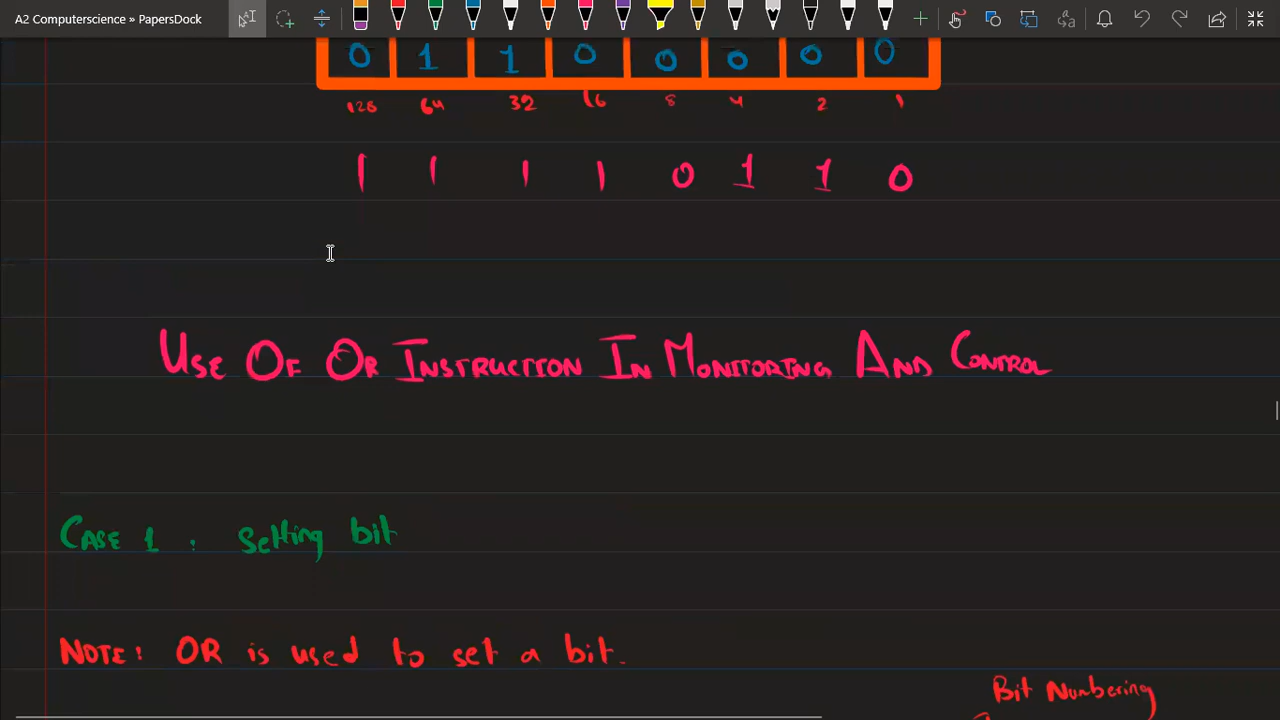 A2 Computerscience » PapersDock
0 1 1 0 0 0 0 0
128 64 32 16 8 4 2 1
1 1 1 1 0 1 1 0
USE OF OR INSTRUCTION IN MONITORING AND CONTROL
CASE 1 : Setting bit
NOTE: OR is used to set a bit.
Bit Numbering